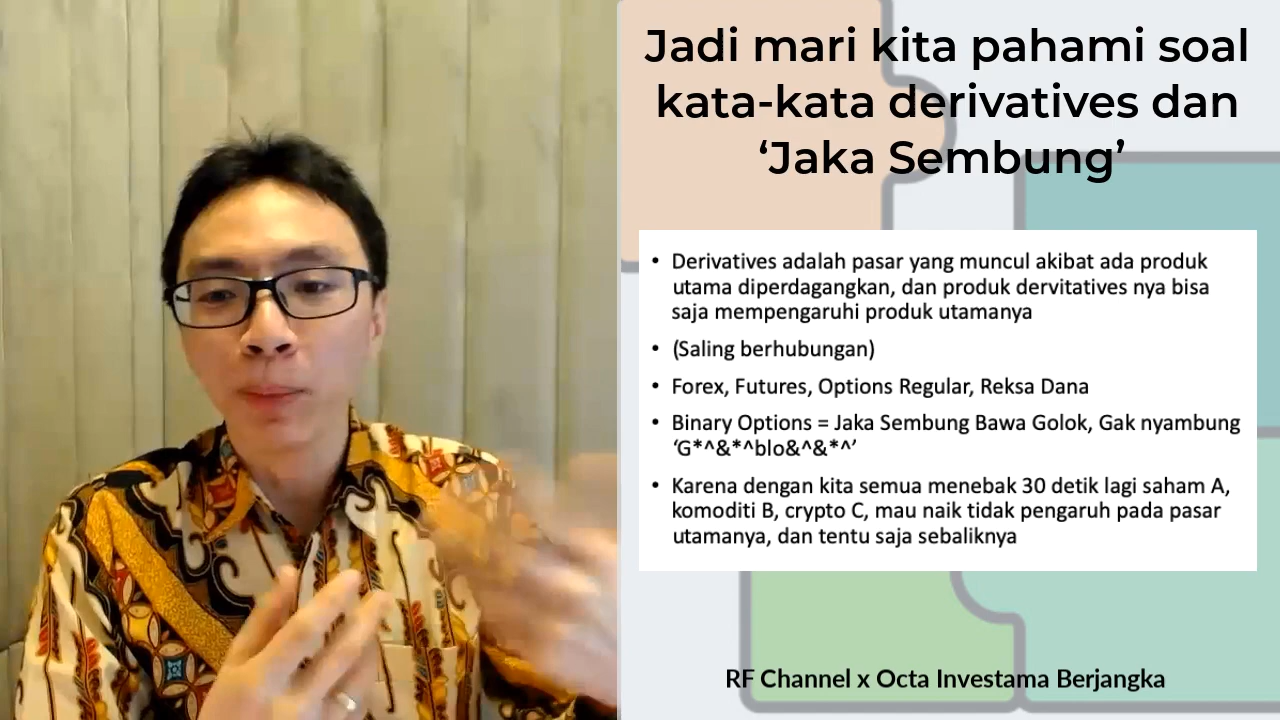 Jadi mari kita pahami soal
kata-kata derivatives dan
‘Jaka Sembung’
• Derivatives adalah pasar yang muncul akibat ada produk
utama diperdagangkan, dan produk dervitatives nya bisa
saja mempengaruhi produk utamanya
• (Saling berhubungan)
• Forex, Futures, Options Regular, Reksa Dana
• Binary Options = Jaka Sembung Bawa Golok, Gak nyambung
‘G*^&*^blo&^&*^’
• Karena dengan kita semua menebak 30 detik lagi saham A,
komoditi B, crypto C, mau naik tidak pengaruh pada pasar
utamanya, dan tentu saja sebaliknya
RF Channel x Octa Investama Berjangka